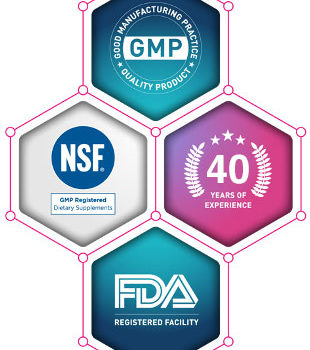 GOOD MANUFACTURING PRACTICE
GMP
QUALITY PRODUCT
NSF
GMP Registered
Dietary Supplements
40
YEARS OF
EXPERIENCE
FDA
REGISTERED FACILITY